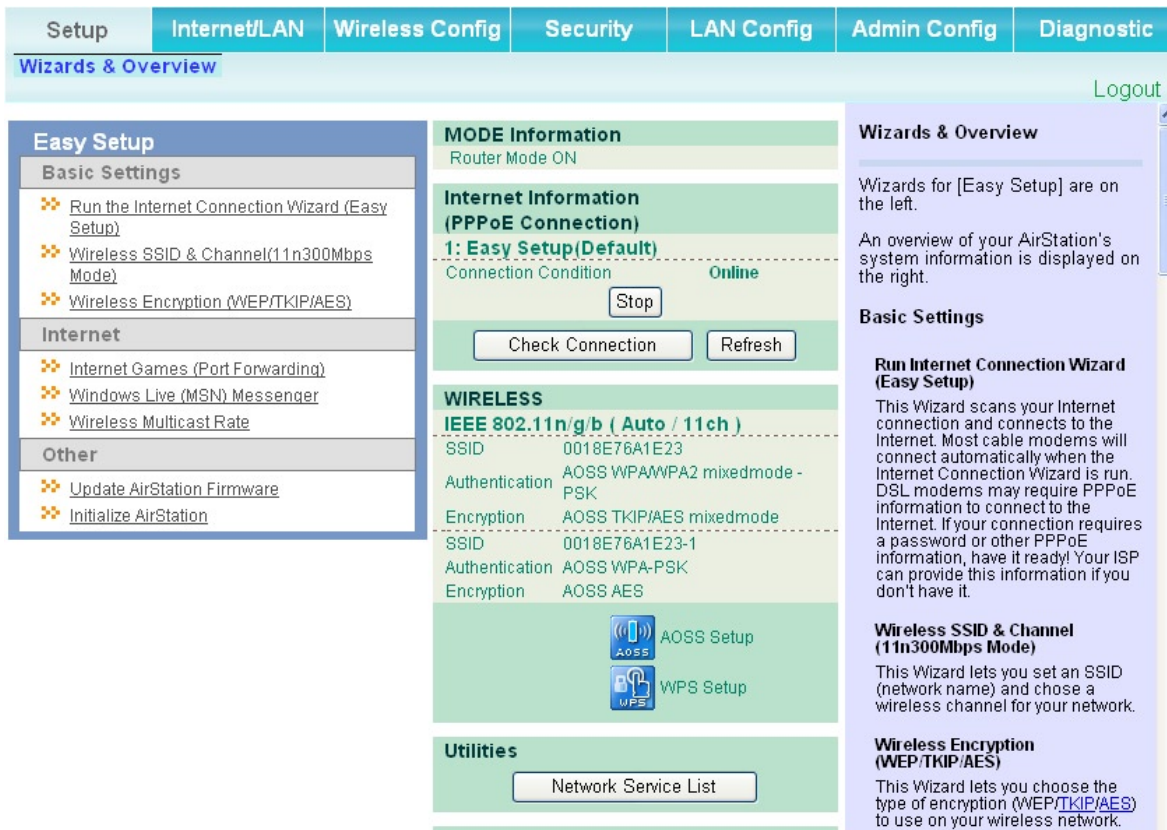 Setup
Internet/LAN
Wireless Config
Security
LAN Config
Admin Config
Diagnostic
Wizards & Overview
Logout
Easy Setup
Basic Settings
Run the Internet Connection Wizard (Easy
Setup)
Wireless SSID & Channel(11n300Mbps
Mode)
Wireless Encryption (WEP/TKIP/AES)
Internet
Internet Games (Port Forwarding)
Windows Live (MSN) Messenger
Wireless Multicast Rate
Other
Update AirStation Firmware
Initialize AirStation
MODE Information
Router Mode ON
Internet Information
(PPPoE Connection)
1: Easy Setup(Default)
Connection Condition Online
Stop
Check Connection Refresh
WIRELESS
IEEE 802.11n/g/b ( Auto / 11ch )
SSID 0018E76A1E23
Authentication AOSS WPA/WPA2 mixedmode -
PSK
Encryption AOSS TKIP/AES mixedmode
SSID 0018E76A1E23-1
Authentication AOSS WPA-PSK
Encryption AOSS AES
AOSS AOSS Setup
WPS WPS Setup
Utilities
Network Service List
Wizards & Overview
Wizards for [Easy Setup] are on
the left.
An overview of your AirStation's
system information is displayed on
the right.
Basic Settings
Run Internet Connection Wizard
(Easy Setup)
This Wizard scans your Internet
connection and connects to the
Internet. Most cable modems will
connect automatically when the
Internet Connection Wizard is run.
DSL modems may require PPPoE
information to connect to the
Internet. If your connection requires
a password or other PPPoE
information, have it ready! Your ISP
can provide this information if you
don't have it.
Wireless SSID & Channel
(11n300Mbps Mode)
This Wizard lets you set an SSID
(network name) and chose a
wireless channel for your network.
Wireless Encryption
(WEP/TKIP/AES)
This Wizard lets you choose the
type of encryption (WEP/TKIP/AES)
to use on your wireless network.